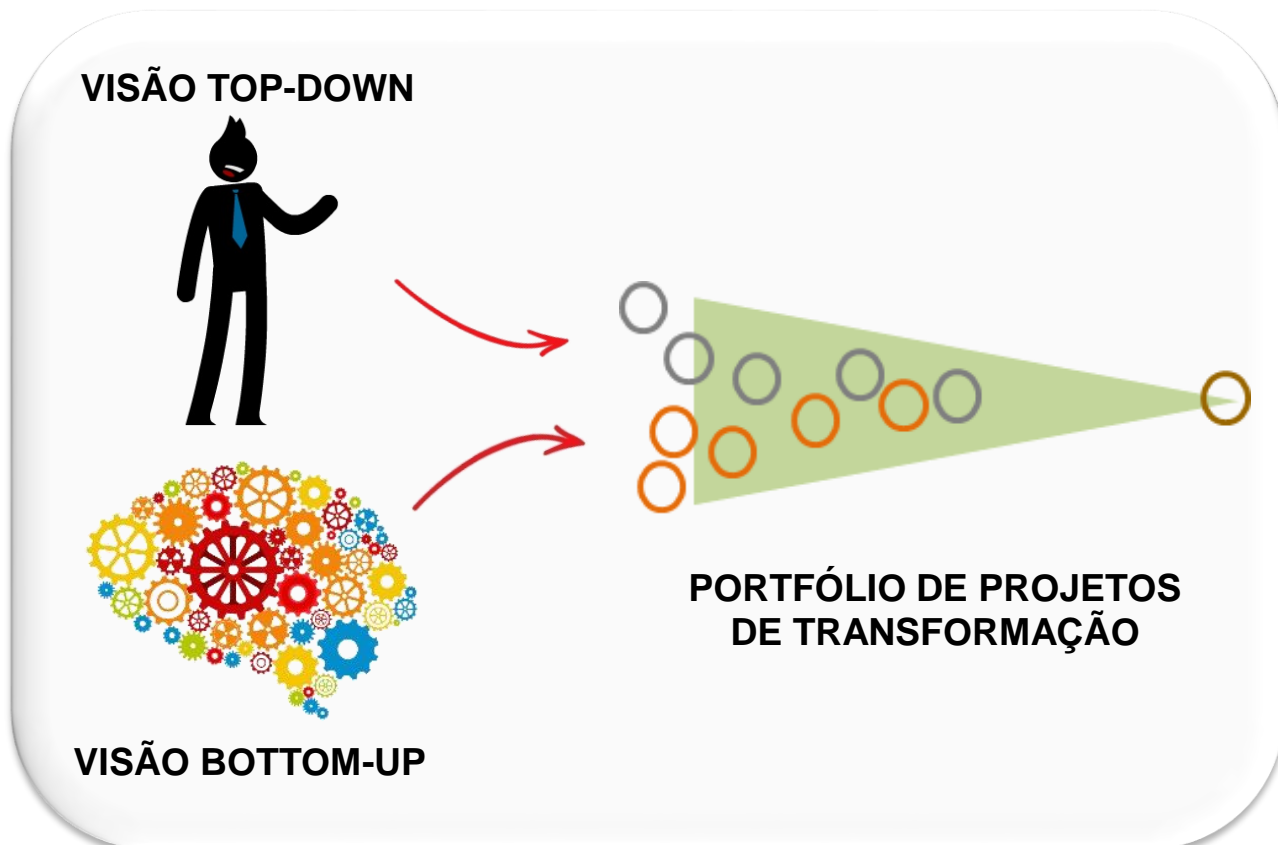 VISÃO TOP-DOWN
PORTFÓLIO DE PROJETOS
DE TRANSFORMAÇÃO
VISÃO BOTTOM-UP